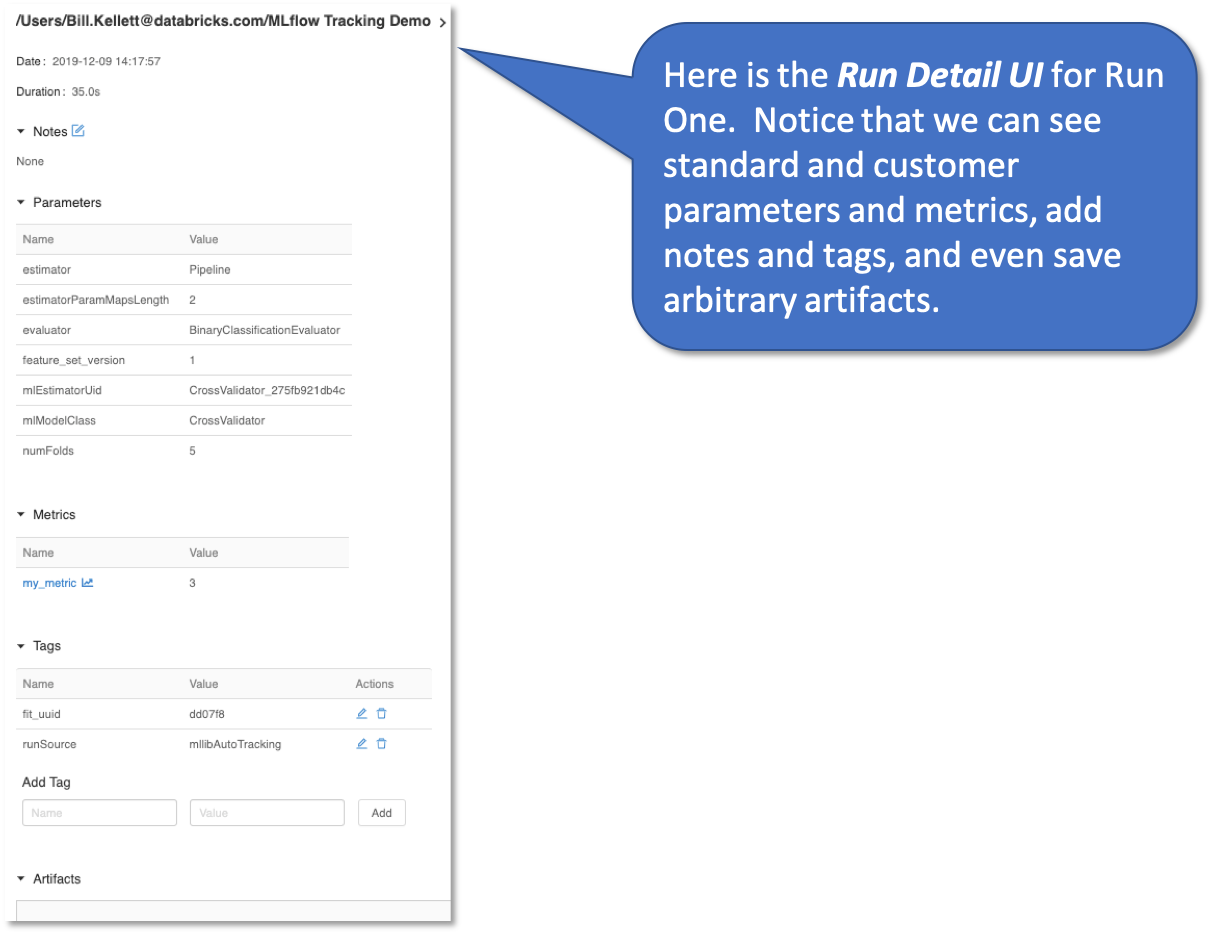 /Users/Bill.Kellett@databricks.com/MLflow Tracking Demo >
Date: 2019-12-09 14:17:57
Duration: 35.0s
Notes
None
Parameters
Name Value
estimator Pipeline
estimatorParamMapsLength 2
evaluator BinaryClassificationEvaluator
feature_set_version 1
mlEstimatorUid CrossValidator_275fb921db4c
mlModelClass CrossValidator
numFolds 5
Metrics
Name Value
my_metric 3
Tags
Name Value Actions
fit_uuid dd07f8
runSource mllibAutoTracking
Add Tag
Name Value Add
Artifacts
Here is the Run Detail UI for Run
One. Notice that we can see
standard and customer
parameters and metrics, add
notes and tags, and even save
arbitrary artifacts.